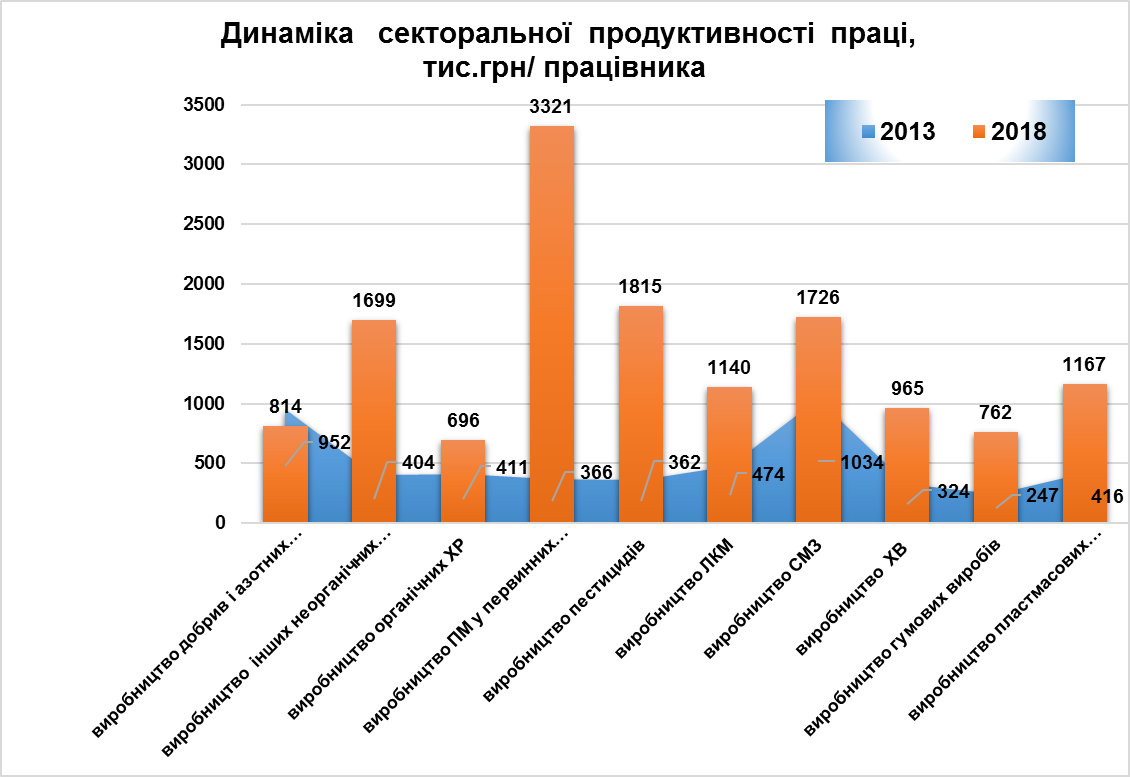 Динаміка секторальної продуктивності праці,
тис.грн/ працівника
2013
2018
3500
3000
2500
2000
1500
1000
500
0
814
1699
696
3321
1815
1140
1726
965
762
1167
952
404
411
366
362
474
1034
324
247
416
виробництво добрив і азотних...
виробництво інших неорганічних...
виробництво органічних ХР
виробництво ПМ у первинних...
виробництво пестицидів
виробництво ЛКМ
виробництво СМЗ
виробництво ХВ
виробництво гумових виробів
виробництво пластмасових...